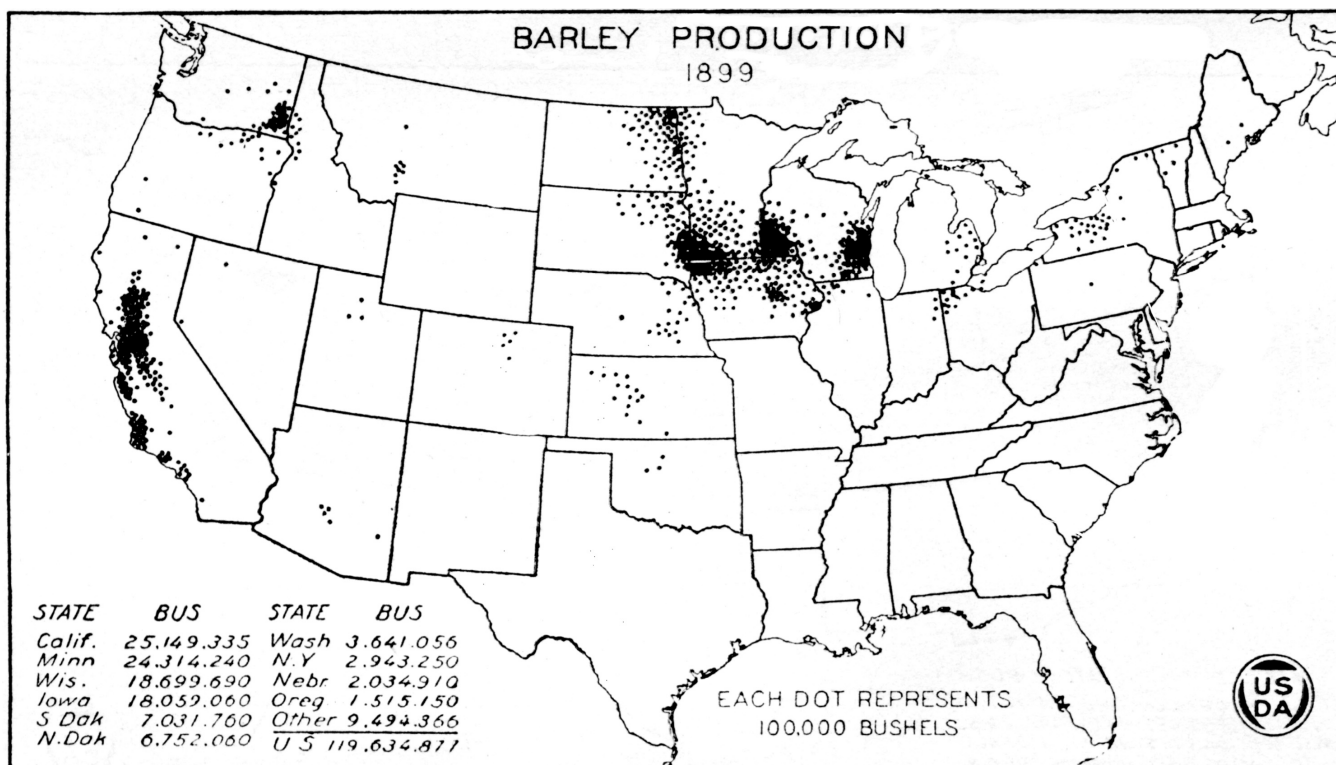 BARLEY PRODUCTION
1899
STATE BUS STATE BUS
Calif. 25,149,335 Wash 3.641.056
Minn 24,314,240 N.Y 2.943.250
Wis. 18,699,690 Nebr. 2.034.910
Iowa 18,059,060 Oreg. 1.515.150
S Dak 7.031.760 Other 9.494.366
N.Dak 6,752,060 U S 119,634,877
EACH DOT REPRESENTS
100,000 BUSHELS
US
DA